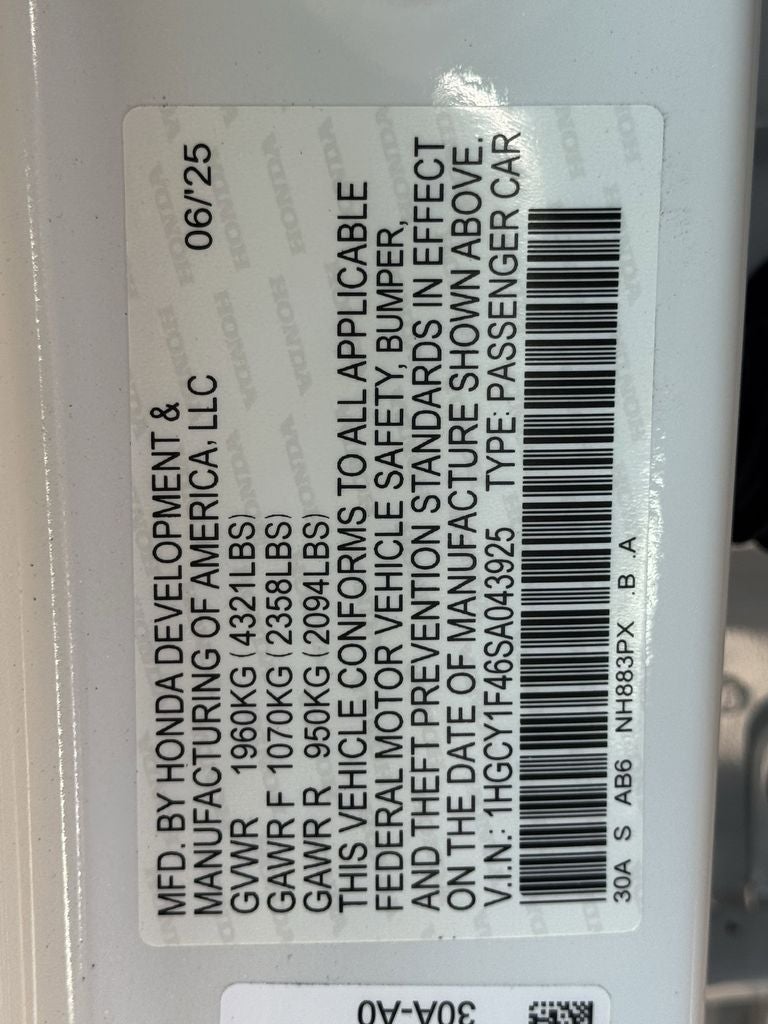 MFD. BY HONDA DEVELOPMENT &
MANUFACTURING OF AMERICA, LLC 06/'25
GVWR 1960KG (4321LBS)
GAWR F 1070KG (2358LBS)
GAWR R 950KG (2094LBS)
THIS VEHICLE CONFORMS TO ALL APPLICABLE
FEDERAL MOTOR VEHICLE SAFETY, BUMPER,
AND THEFT PREVENTION STANDARDS IN EFFECT
ON THE DATE OF MANUFACTURE SHOWN ABOVE.
V.I.N.: 1HGCY1F46SA043925 TYPE: PASSENGER CAR
30A S AB6 NH883PX .B .A
30A-A0
HONDA